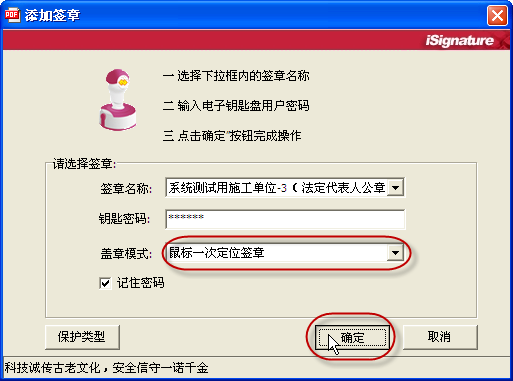 PDF 添加签章
iSignature
一 选择下拉框内的签章名称
二 输入电子钥匙盘用户密码
三 点击确定"按钮完成操作
请选择签章:
签章名称: 系统测试用施工单位-3（法定代表人公章
钥匙密码: ******
盖章模式: 鼠标一次定位签章
记住密码
保护类型 确定 取消
科技诚传古老文化，安全信守一诺千金